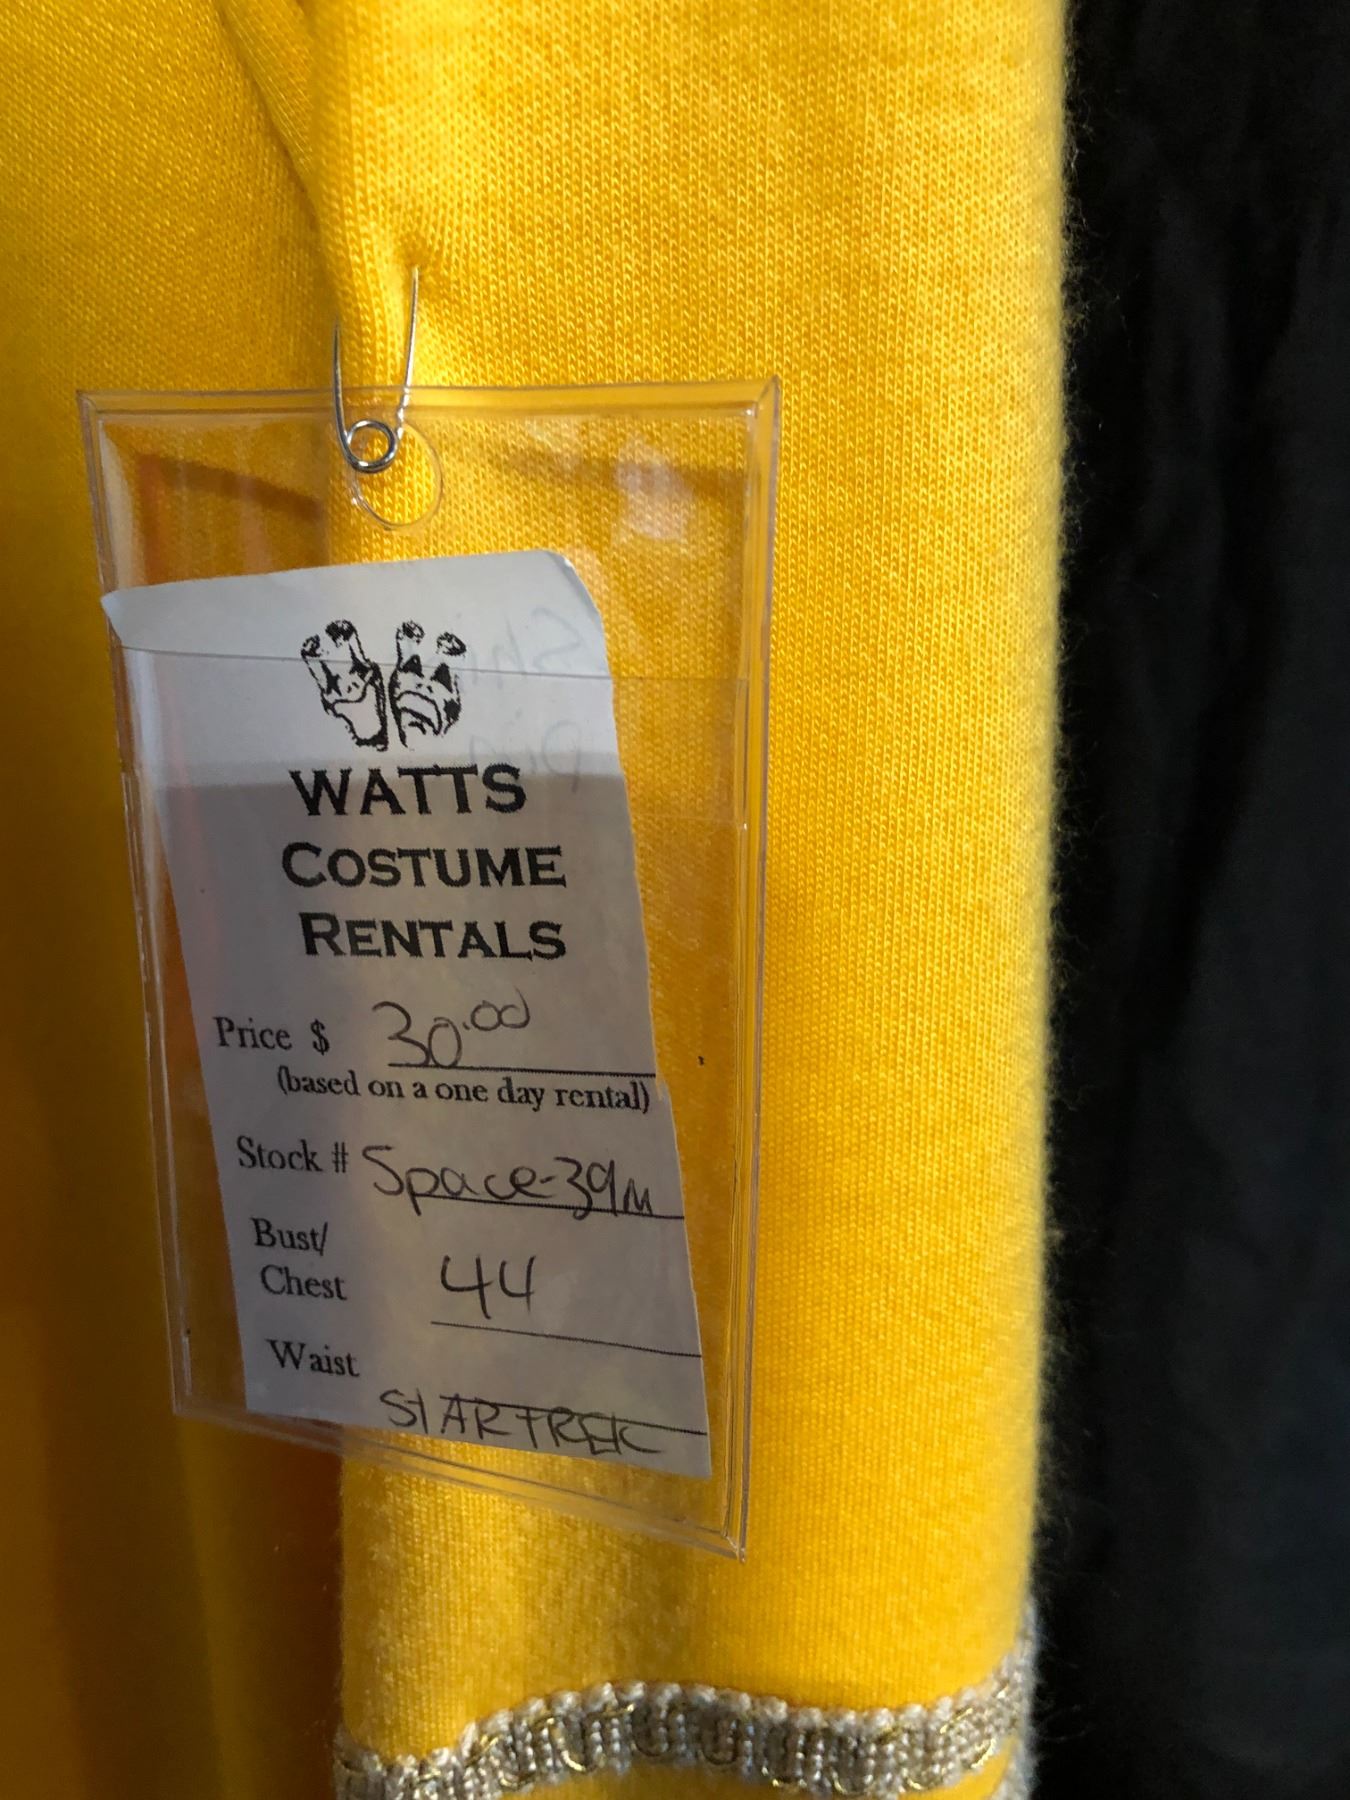 WATTS
COSTUME
RENTALS
Price $ 30.00
(based on a one day rental)
Stock # Space-39M
Bust/
Chest 44
Waist
STARTREK